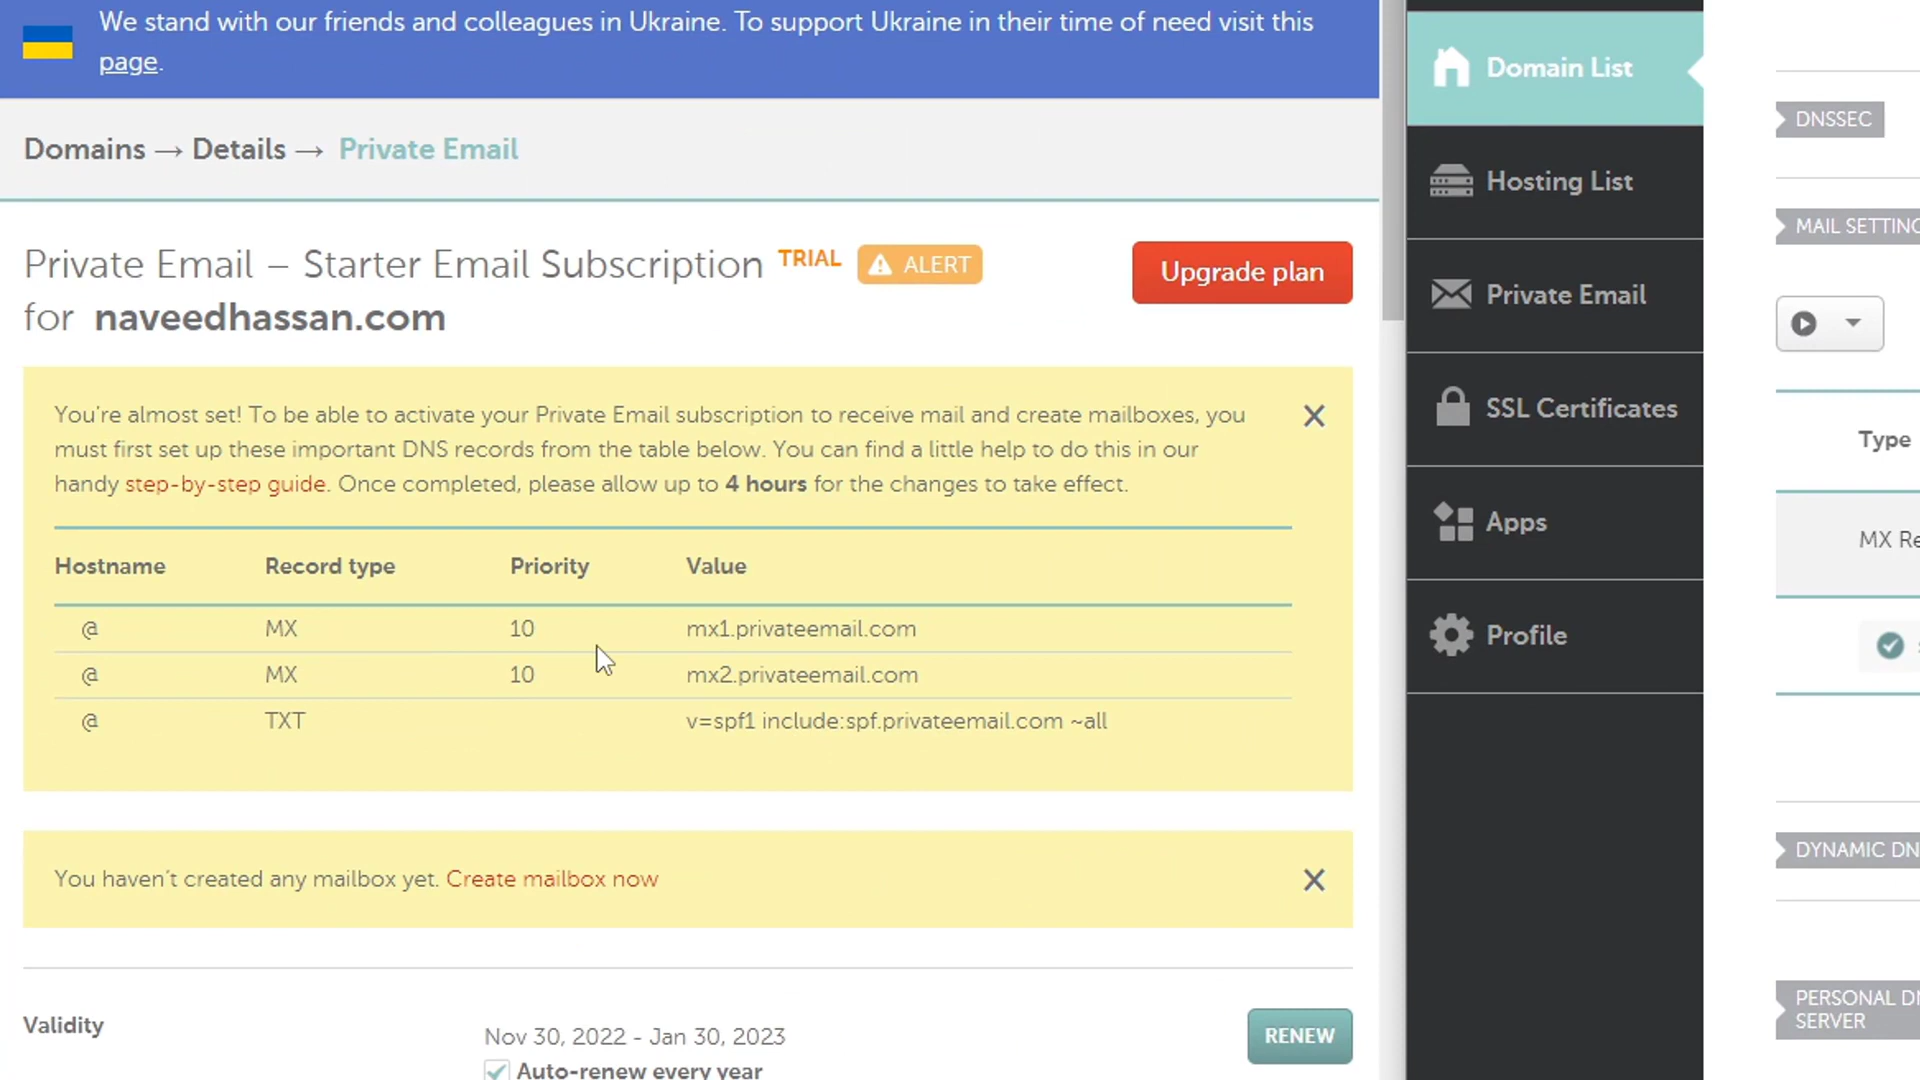 We stand with our friends and colleagues in Ukraine. To support Ukraine in their time of need visit this
page.
Domains → Details → Private Email
Private Email – Starter Email Subscription TRIAL ALERT
for naveedhassan.com
Upgrade plan
You're almost set! To be able to activate your Private Email subscription to receive mail and create mailboxes, you
must first set up these important DNS records from the table below. You can find a little help to do this in our
handy step-by-step guide. Once completed, please allow up to 4 hours for the changes to take effect.
Hostname Record type Priority Value
@ MX 10 mx1.privateemail.com
@ MX 10 mx2.privateemail.com
@ TXT v=spf1 include:spf.privateemail.com ~all
You haven't created any mailbox yet. Create mailbox now
Validity
Nov 30, 2022 - Jan 30, 2023
RENEW
Auto-renew every year
Domain List
Hosting List
Private Email
SSL Certificates
Apps
Profile
DNSSEC
MAIL SETTING
Type
MX Re
DYNAMIC DN
PERSONAL DN
SERVER